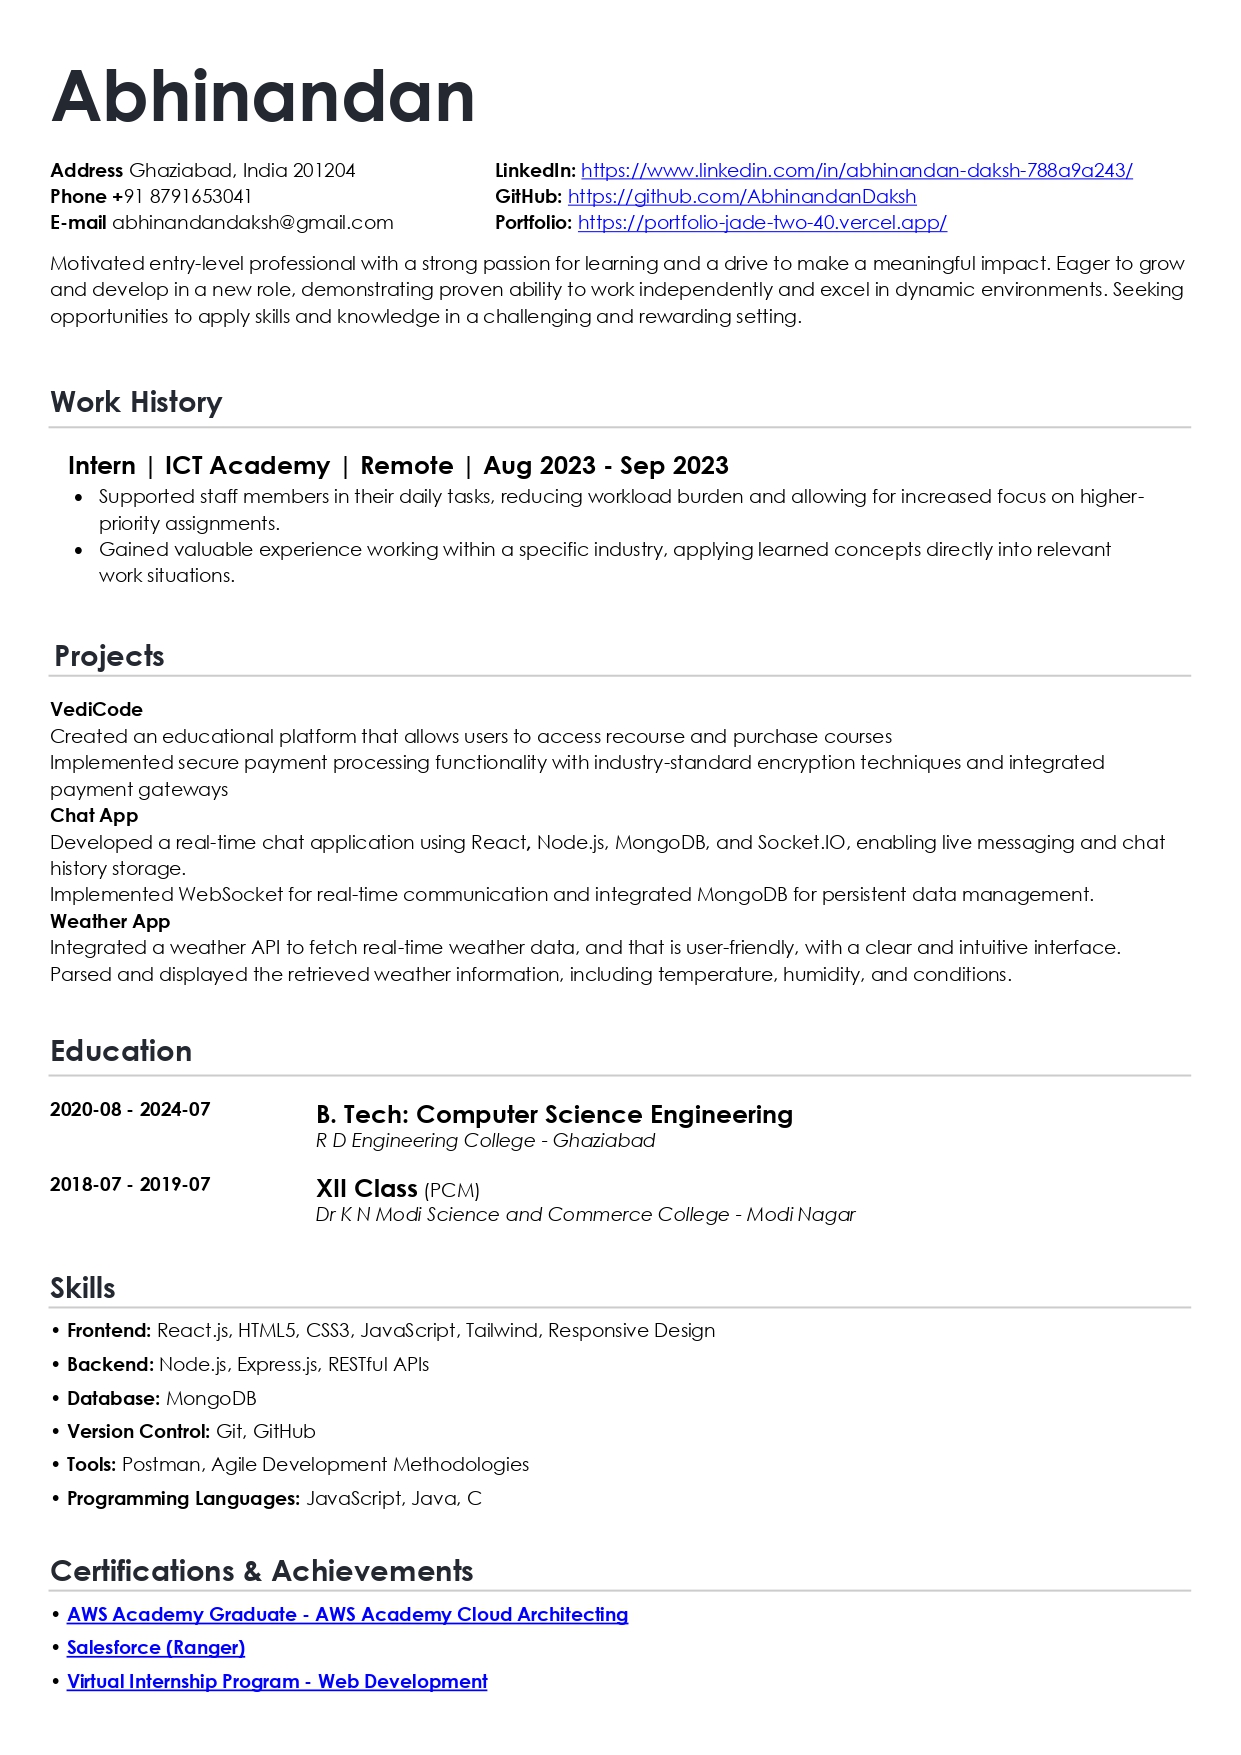 Abhinandan
Address Ghaziabad, India 201204
Phone +91 8791653041
E-mail abhinandandaksh@gmail.com
LinkedIn: https://www.linkedin.com/in/abhinandan-daksh-788a9a243/
GitHub: https://github.com/AbhinandanDaksh
Portfolio: https://portfolio-jade-two-40.vercel.app/
Motivated entry-level professional with a strong passion for learning and a drive to make a meaningful impact. Eager to grow
and develop in a new role, demonstrating proven ability to work independently and excel in dynamic environments. Seeking
opportunities to apply skills and knowledge in a challenging and rewarding setting.
Work History
Intern | ICT Academy | Remote | Aug 2023 - Sep 2023
• Supported staff members in their daily tasks, reducing workload burden and allowing for increased focus on higher-
priority assignments.
• Gained valuable experience working within a specific industry, applying learned concepts directly into relevant
work situations.
Projects
VediCode
Created an educational platform that allows users to access recourse and purchase courses
Implemented secure payment processing functionality with industry-standard encryption techniques and integrated
payment gateways
Chat App
Developed a real-time chat application using React, Node.js, MongoDB, and Socket.IO, enabling live messaging and chat
history storage.
Implemented WebSocket for real-time communication and integrated MongoDB for persistent data management.
Weather App
Integrated a weather API to fetch real-time weather data, and that is user-friendly, with a clear and intuitive interface.
Parsed and displayed the retrieved weather information, including temperature, humidity, and conditions.
Education
2020-08 - 2024-07
B. Tech: Computer Science Engineering
R D Engineering College - Ghaziabad
2018-07 - 2019-07
XII Class (PCM)
Dr K N Modi Science and Commerce College - Modi Nagar
Skills
• Frontend: React.js, HTML5, CSS3, JavaScript, Tailwind, Responsive Design
• Backend: Node.js, Express.js, RESTful APIs
• Database: MongoDB
• Version Control: Git, GitHub
• Tools: Postman, Agile Development Methodologies
• Programming Languages: JavaScript, Java, C
Certifications & Achievements
• AWS Academy Graduate - AWS Academy Cloud Architecting
• Salesforce (Ranger)
• Virtual Internship Program - Web Development